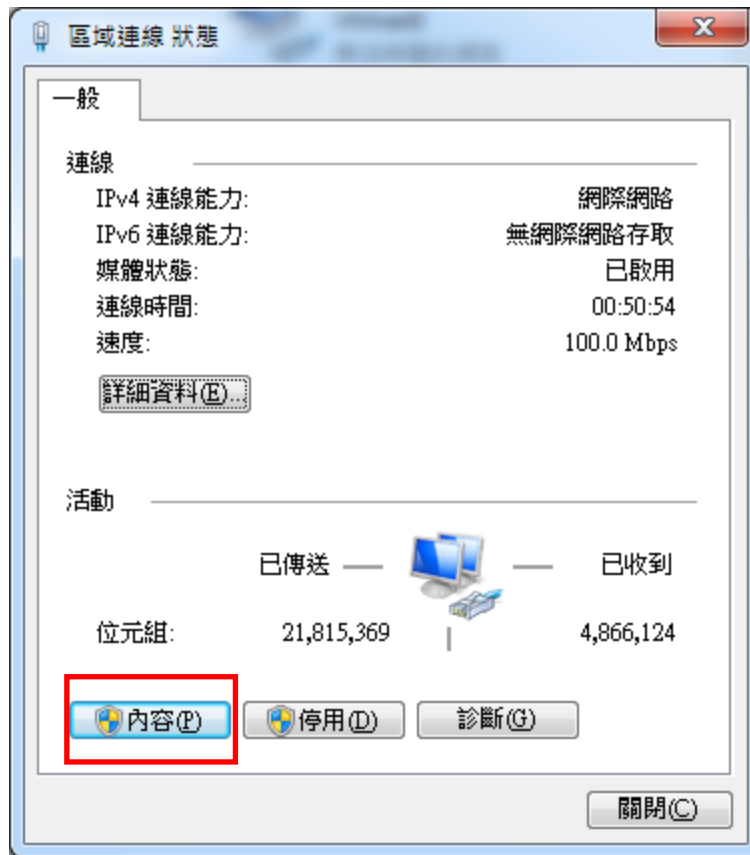 區域連線 狀態
一般
連線
IPv4 連線能力: 網際網路
IPv6 連線能力: 無網際網路存取
媒體狀態: 已啟用
連線時間: 00:50:54
速度: 100.0 Mbps
詳細資料(E)...
活動
已傳送 已收到
位元組: 21,815,369 4,866,124
內容(P) 停用(D) 診斷(G)
關閉(C)